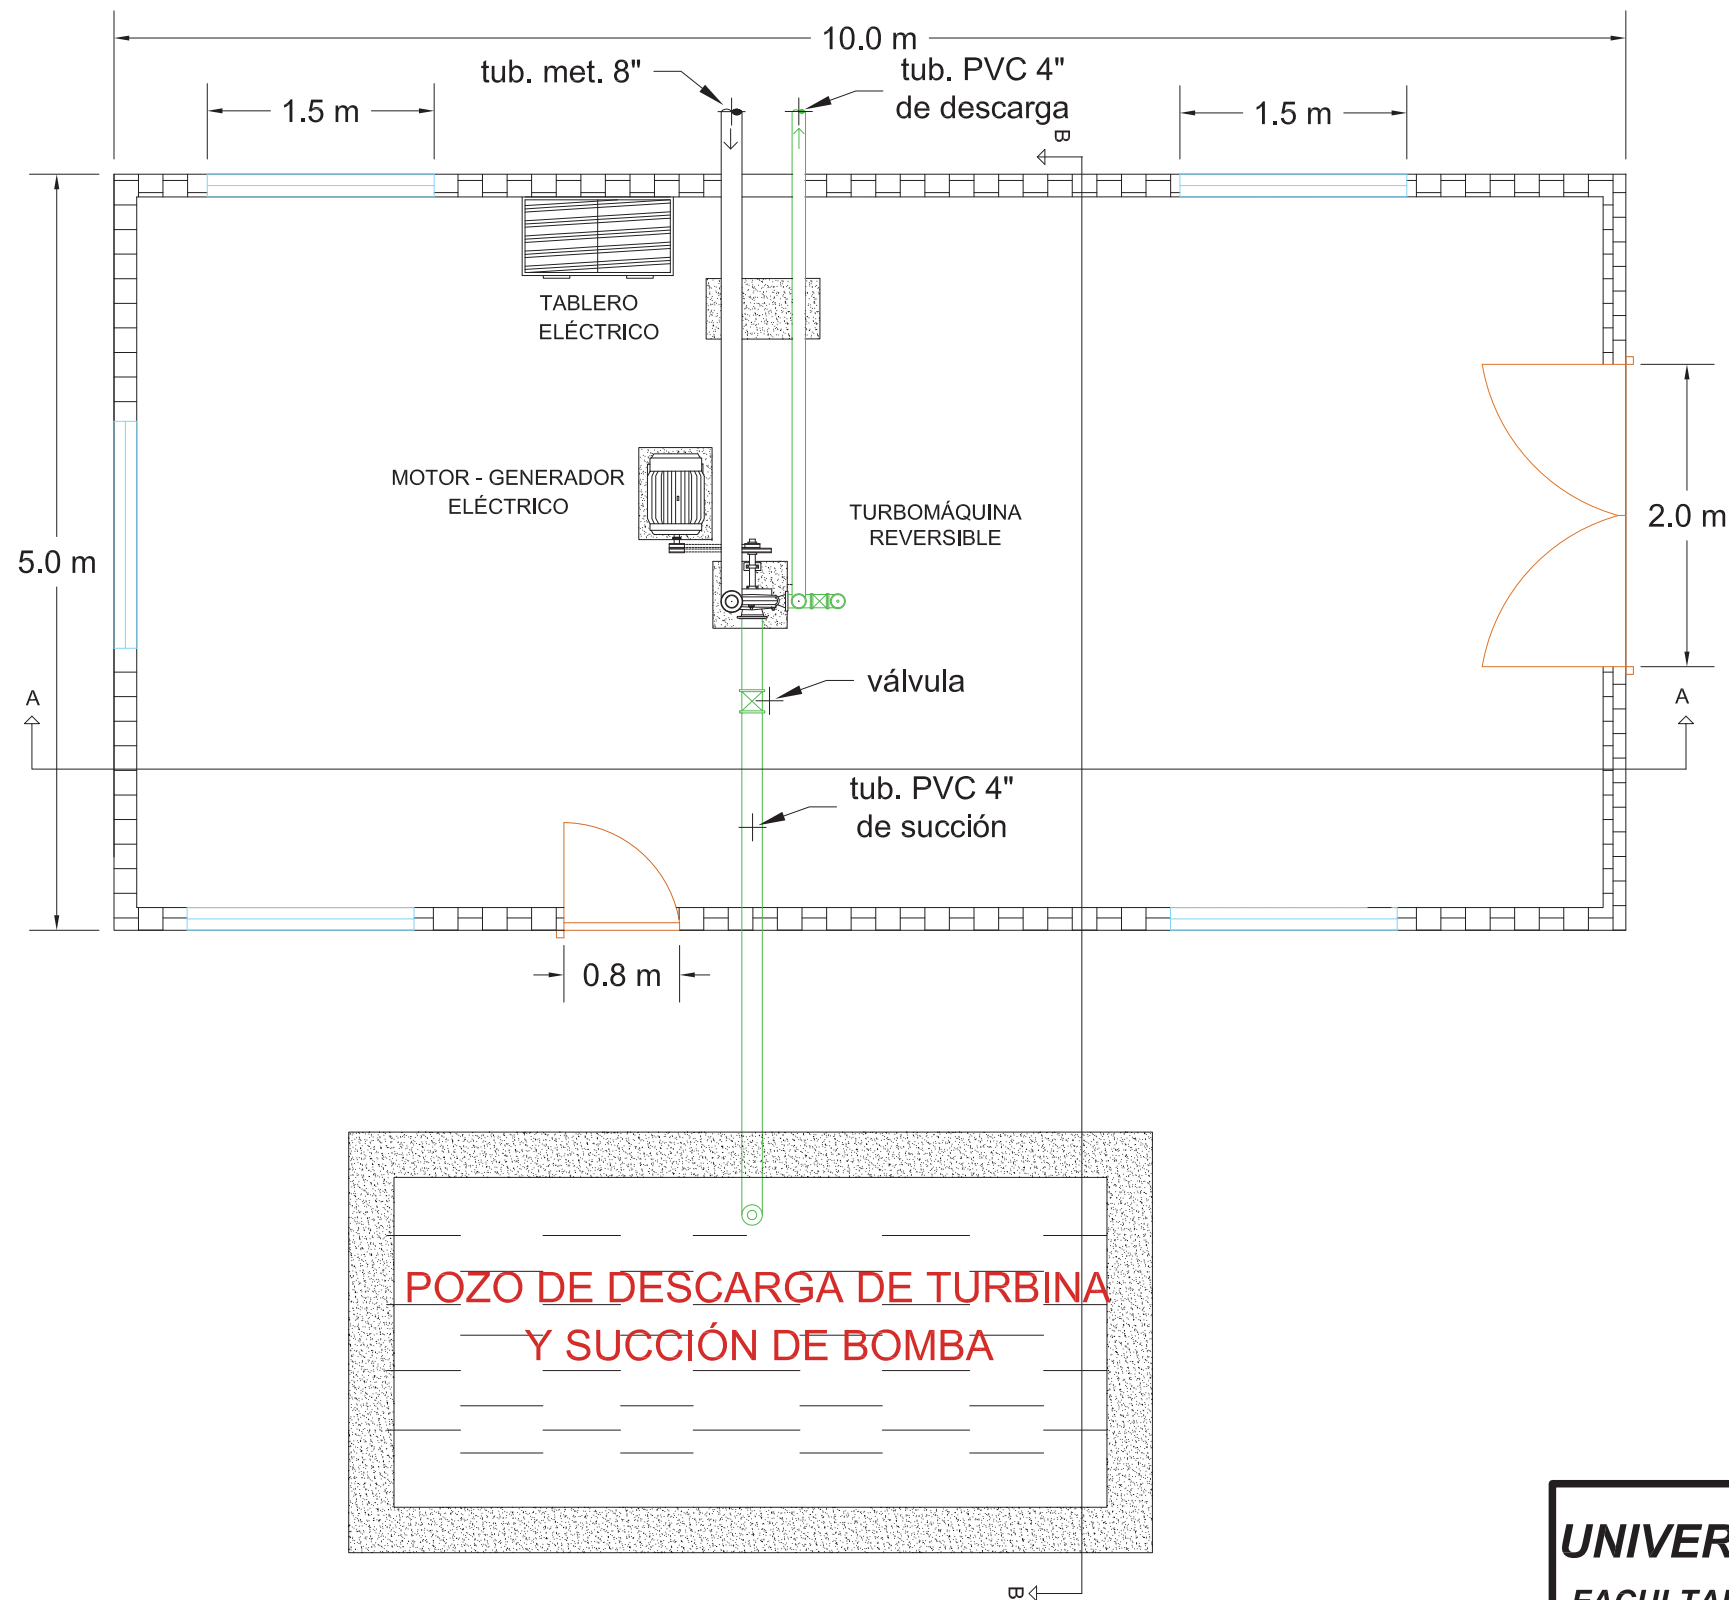 10.0 m
tub. met. 8"
tub. PVC 4"
de descarga
1.5 m
1.5 m
B
TABLERO
ELÉCTRICO
MOTOR - GENERADOR
ELÉCTRICO
TURBOMÁQUINA
REVERSIBLE
2.0 m
5.0 m
válvula
A
A
tub. PVC 4"
de succión
0.8 m
POZO DE DESCARGA DE TURBINA
Y SUCCIÓN DE BOMBA
B